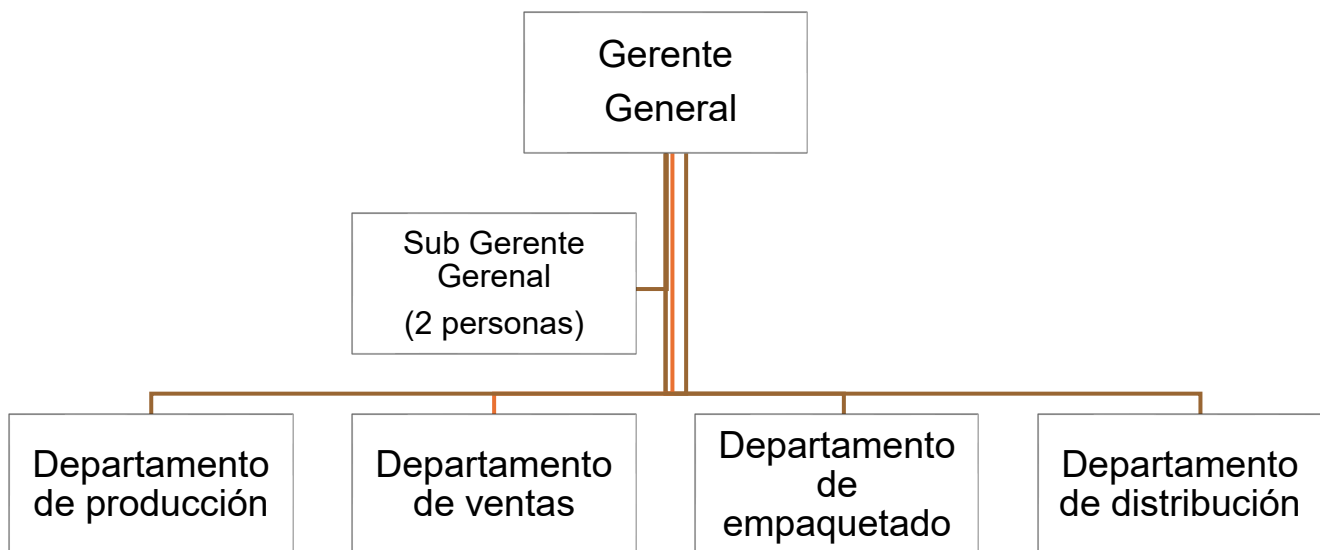 Gerente
General
Sub Gerente
Gerenal
(2 personas)
Departamento
de producción
Departamento
de ventas
Departamento
de
empaquetado
Departamento
de distribución